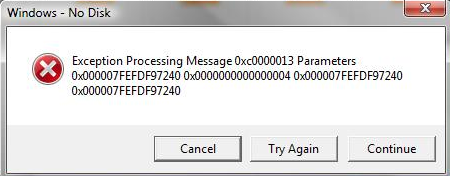 Windows - No Disk
Exception Processing Message 0xc0000013 Parameters
0x000007FEFDF97240 0x0000000000000004 0x000007FEFDF97240
0x000007FEFDF97240
Cancel
Try Again
Continue